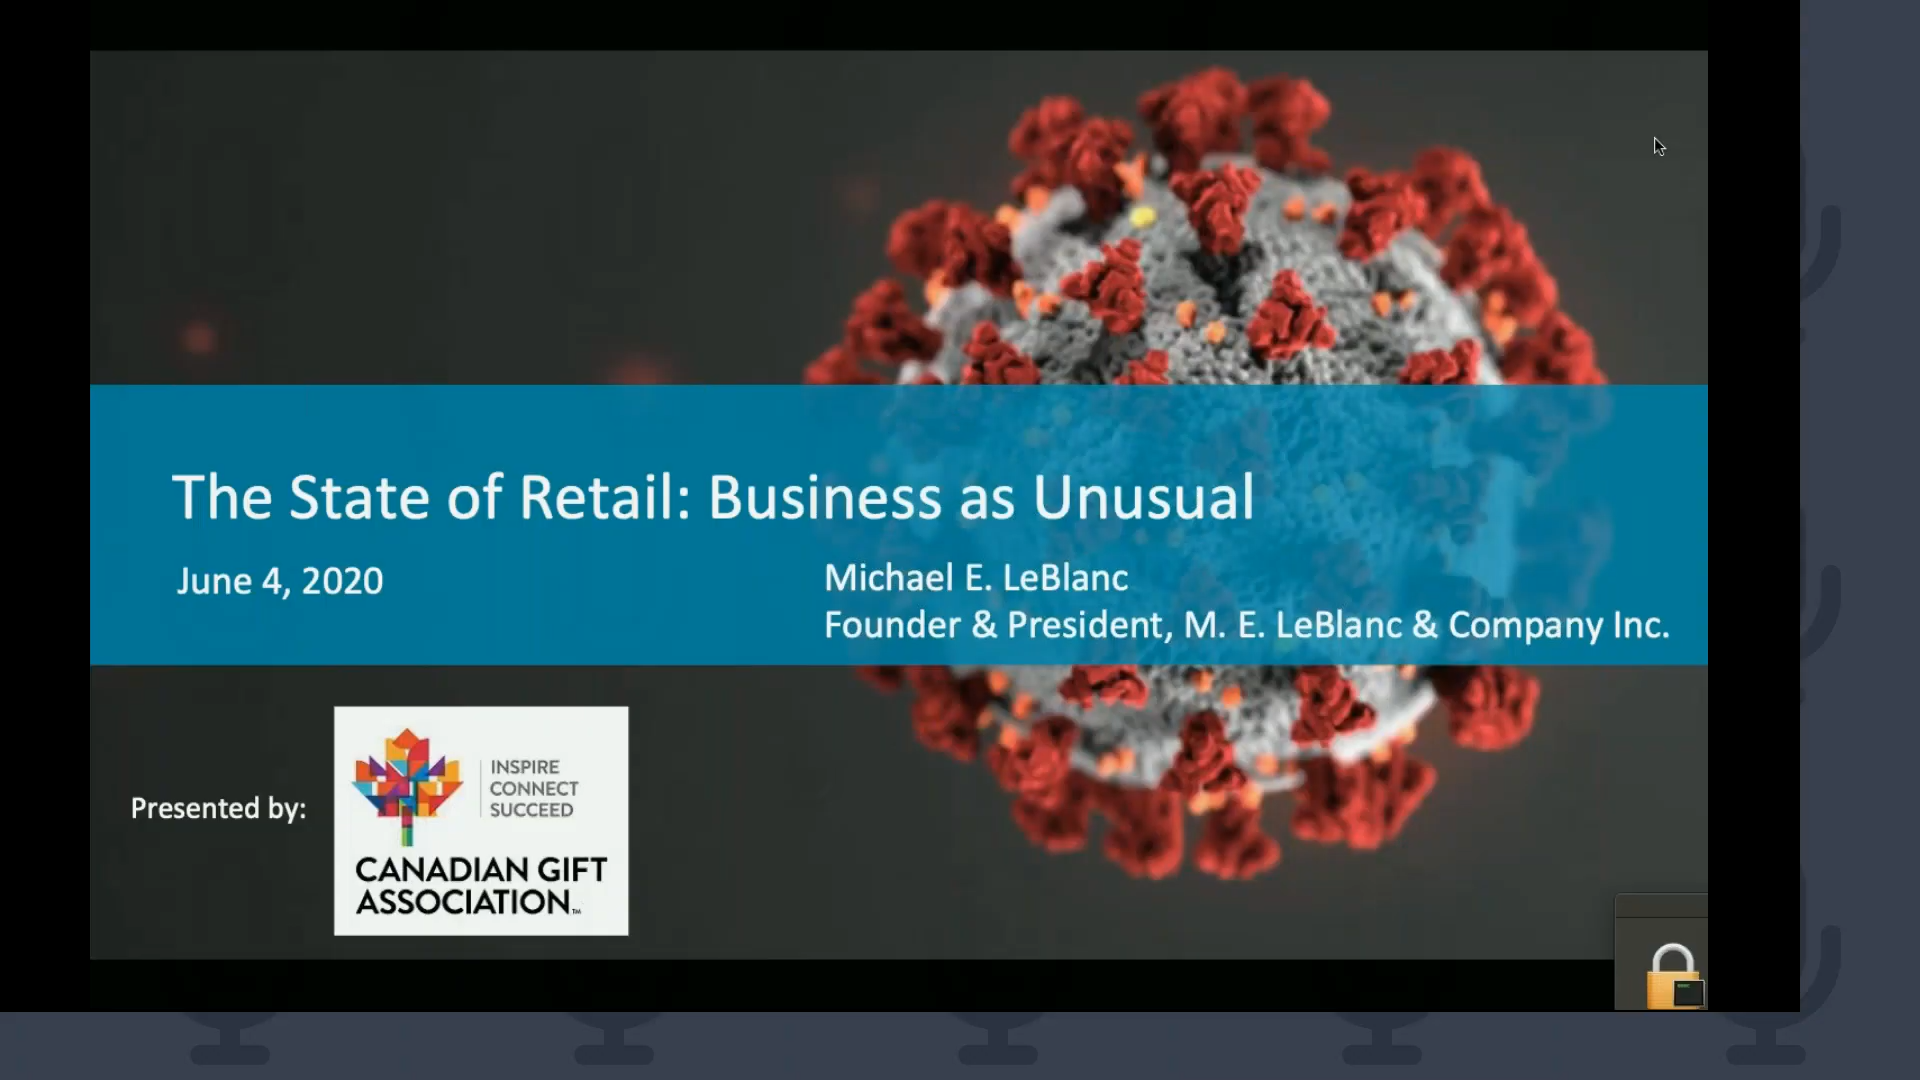 The State of Retail: Business as Unusual
June 4, 2020
Michael E. LeBlanc
Founder & President, M. E. LeBlanc & Company Inc.
Presented by:
INSPIRE
CONNECT
SUCCEED
CANADIAN GIFT
ASSOCIATION™